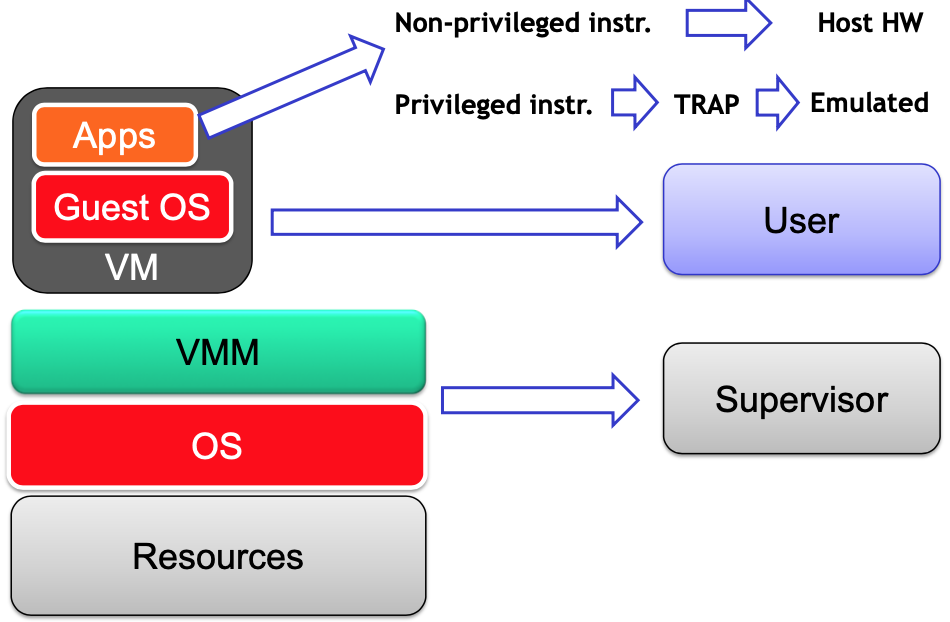 Non-privileged instr. Host HW
Privileged instr. TRAP Emulated
Apps
Guest OS
VM
User
VMM
Supervisor
OS
Resources